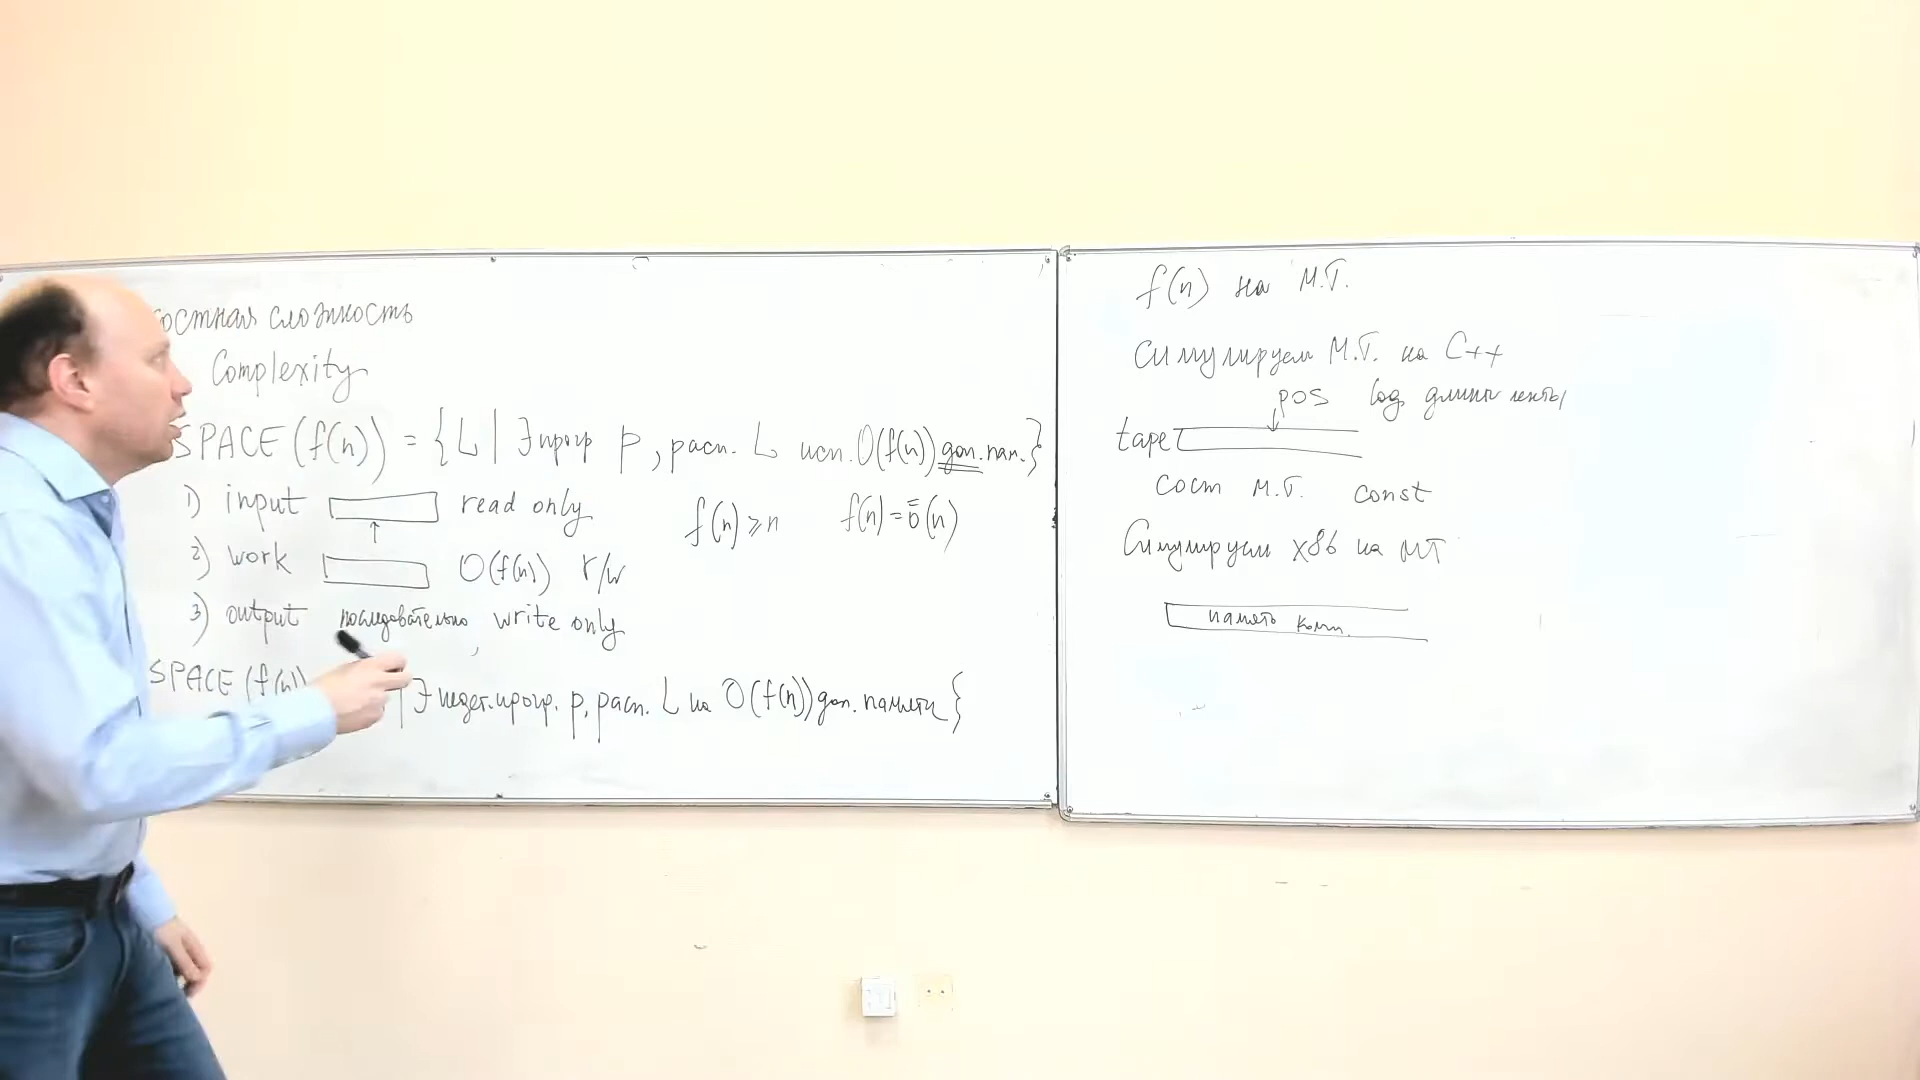 остная сложность
Complexity
SPACE (f(n)) = {L | ∃ прогр p, расп. L исп. O(f(n)) доп. пам.}
1) input read only
f(n) ≥ n f(n) = ō(n)
2) work O(f(n)) r/w
3) output последовательно, write only
SPACE (f(n)) | ∃ недет. прогр. p, расп. L на O(f(n)) доп. памяти}
f(n) на М.Т.
Симулируем М.Т. на C++
pos log длины ленты
tape
сост М.Т. const
Симулируем x86 на МТ
память комп.